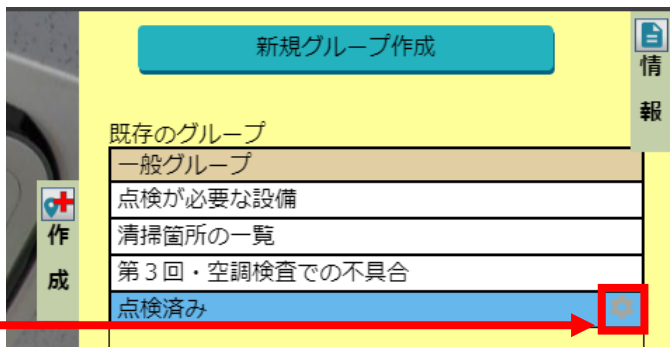 新規グループ作成
情報
既存のグループ
一般グループ
点検が必要な設備
作成
清掃箇所の一覧
第３回・空調検査での不具合
点検済み